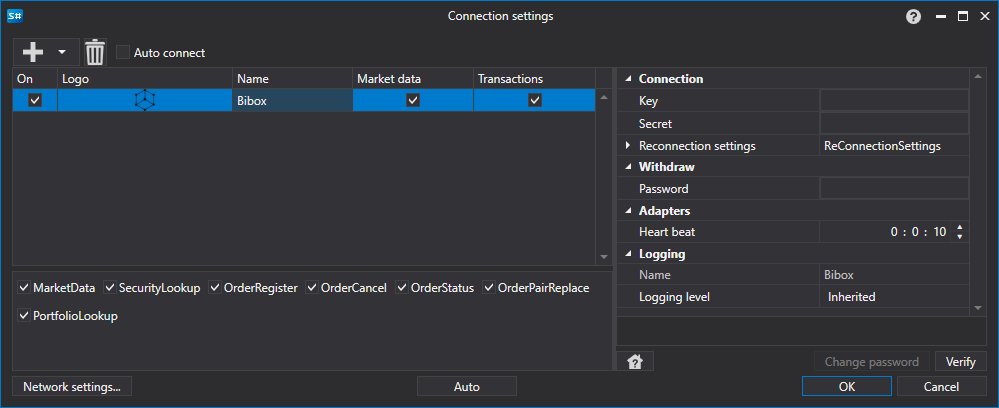 S#
Connection settings
?
Auto connect
On Logo Name Market data Transactions
Bibox
MarketData SecurityLookup OrderRegister OrderCancel OrderStatus OrderPairReplace
PortfolioLookup
Connection
Key
Secret
Reconnection settings ReConnectionSettings
Withdraw
Password
Adapters
Heart beat 0 : 0 : 10
Logging
Name Bibox
Logging level Inherited
Change password Verify
Network settings... Auto OK Cancel